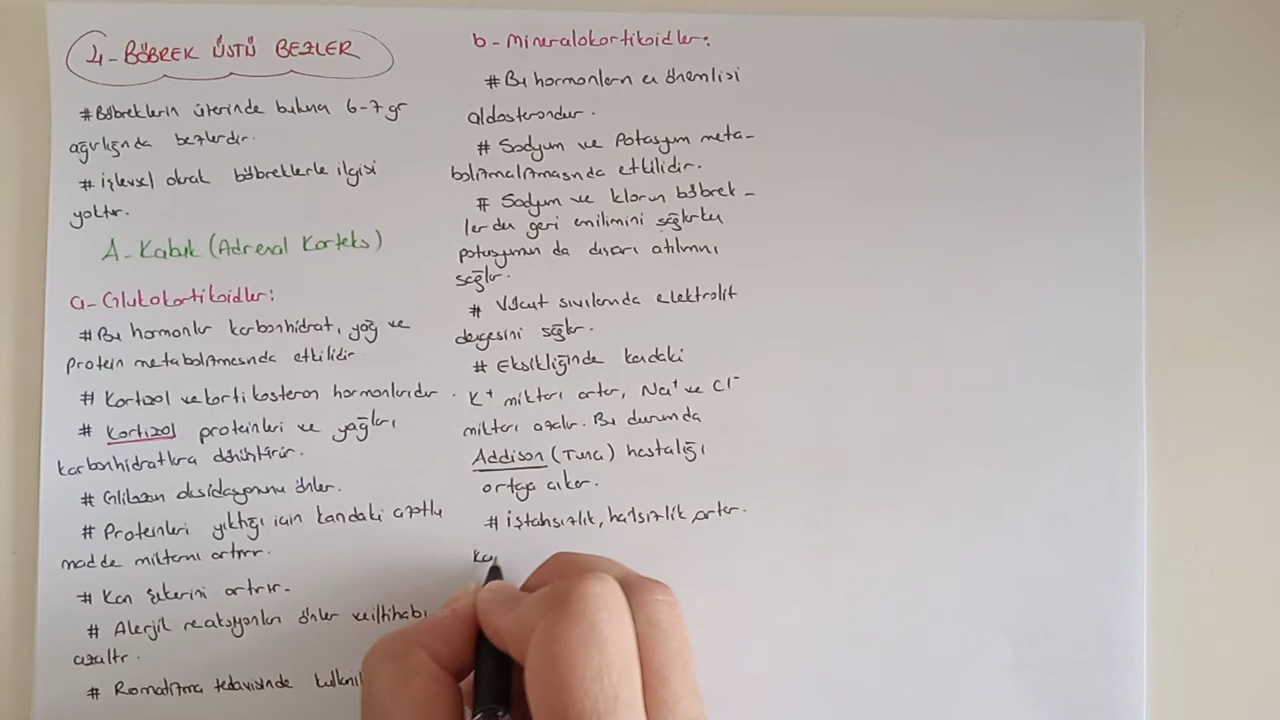 4- BÖBREK ÜSTÜ BEZLER
# Böbreklerin üzerinde bulunan 6-7 gr
ağırlığında bezlerdir.
# İşlevsel olarak böbreklerle ilgisi
yoktur.
A- Kabuk (Adrenal Korteks)
a- Glukokortikoidler:
# Bu hormonlar karbonhidrat, yağ ve
protein metabolizmasında etkilidir
# Kortizol ve kortikosteron hormonlarıdır.
# Kortizol proteinleri ve yağları
karbonhidratlara dönüştürür.
# Glikozun oksidasyonunu önler.
# Proteinleri yıktığı için kandaki azotlu
madde miktarını artırır.
# Kan şekerini artırır.
# Alerjik reaksiyonları önler ve iltihabı
azaltır.
# Romatizma tedavisinde
b- Mineralokortikoidler:
# Bu hormonların en önemlisi
aldosterondur.
# Sodyum ve Potasyum meta-
bolizmasında etkilidir.
# Sodyum ve klorun böbrek-
lerden geri emilimini sağlarken
potasyumun da dışarı atılmını
sağlar.
# Vücut sıvılarında elektrolit
dengesini sağlar.
# Eksikliğinde kandaki
K+ miktarı artar, Na+ ve Cl-
miktarı azalır. Bu durumda
Addison (Tunç) hastalığı
ortaya çıkar.
# İştahsızlık, halsizlik, artar.